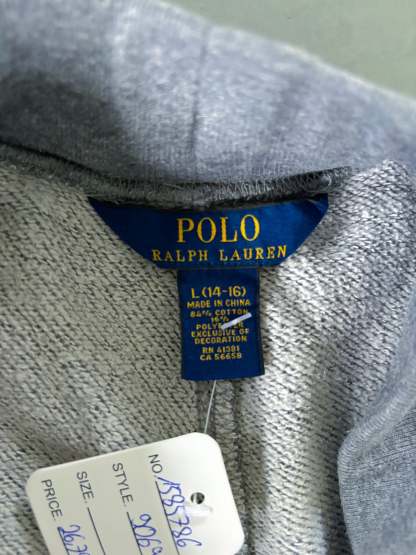 POLO
RALPH LAUREN
L (14-16)
MADE IN CHINA
84% COTTON
16%
POLYESTER
EXCLUSIVE OF
DECORATION
RN 41381
CA 56658
NO. 1585786
STYLE.
SIZE.
PRICE.